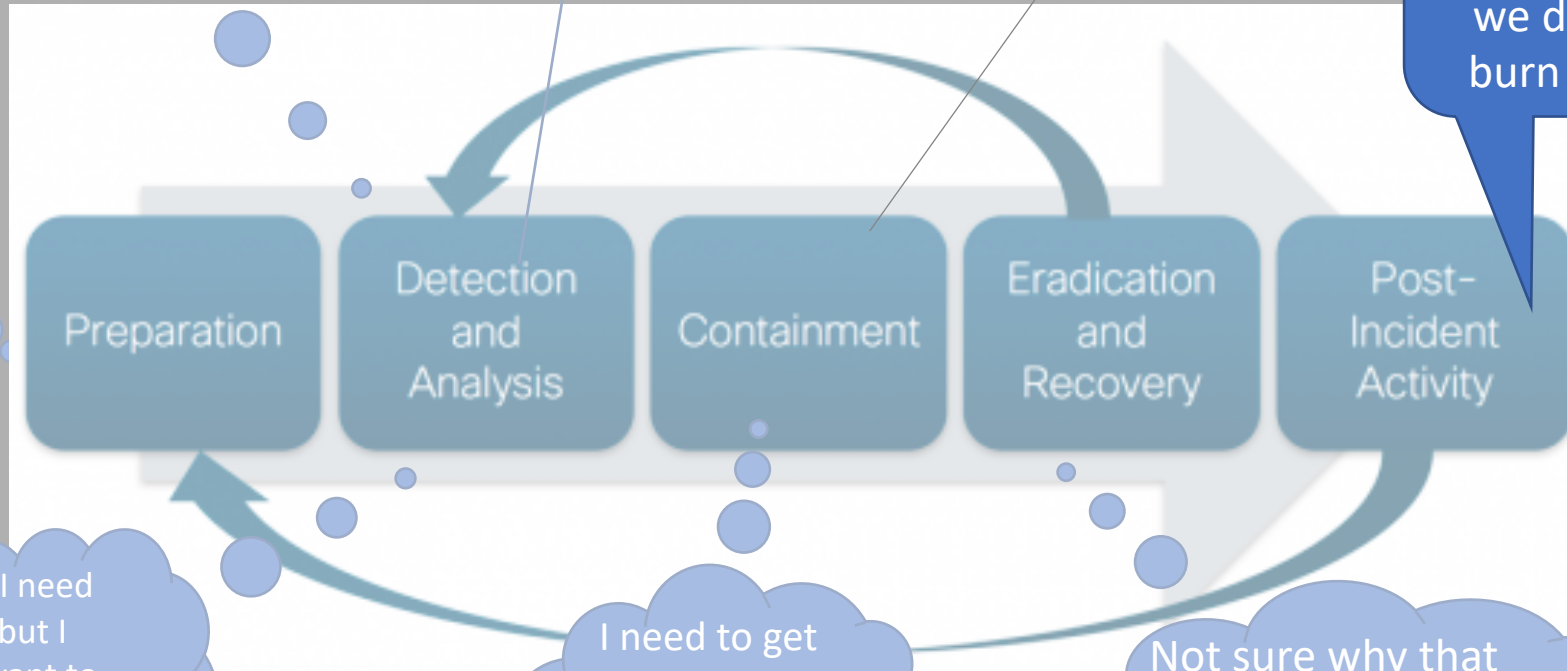 we d
burn
Preparation
Detection
and
Analysis
Containment
Eradication
and
Recovery
Post-
Incident
Activity
I need
but I
I need to get
Not sure why that